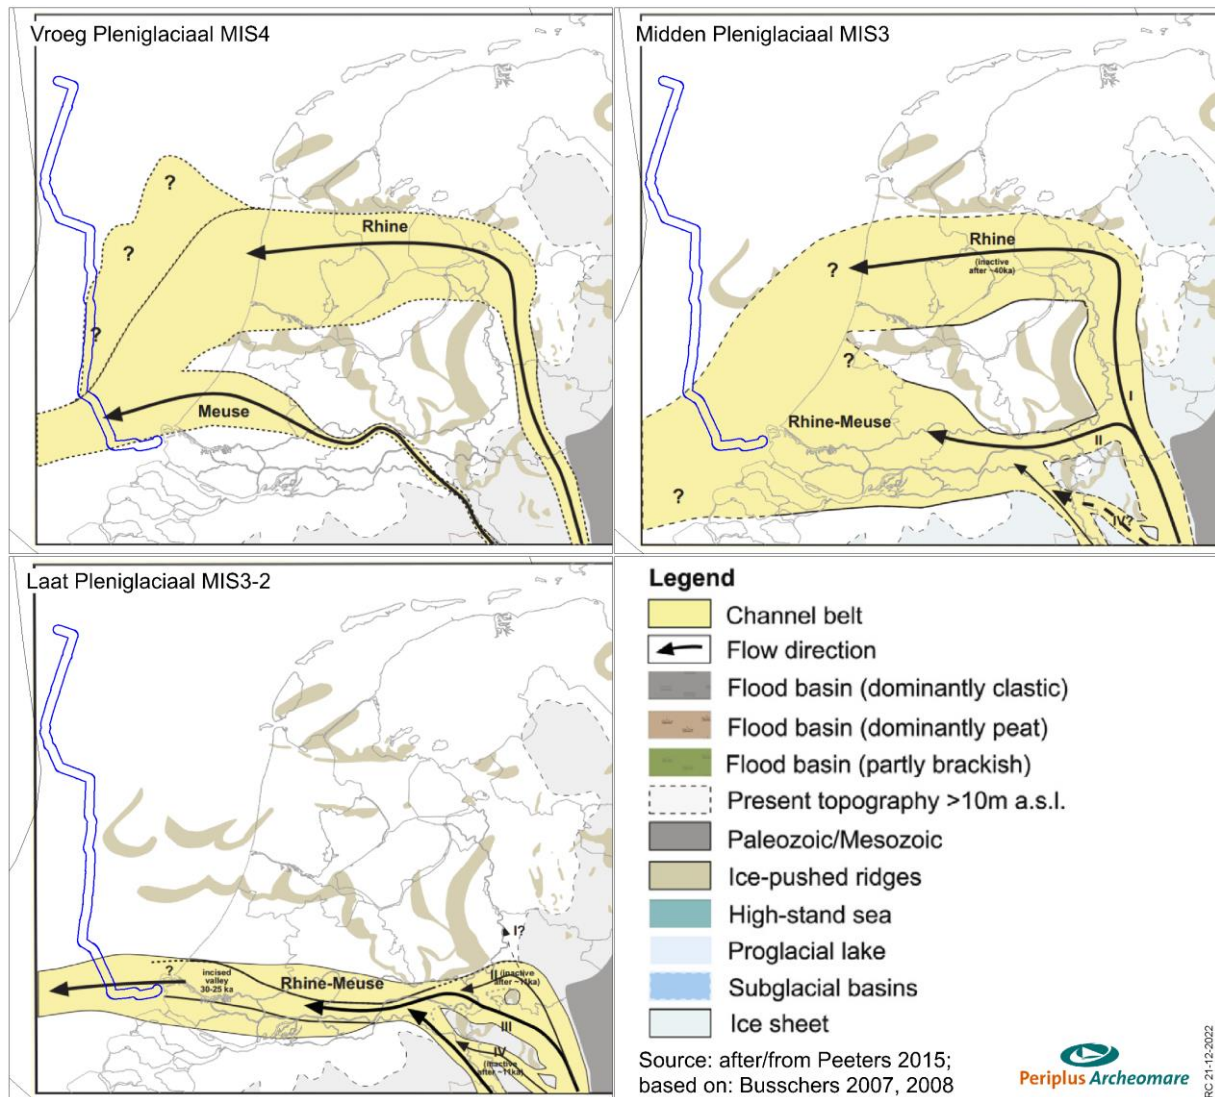 Vroeg Pleniglaciaal MIS4
?
?
?
Rhine
Meuse
Midden Pleniglaciaal MIS3
Rhine
(inactive
after ~40ka)
?
?
Rhine-Meuse
?
I
II
IV?
Laat Pleniglaciaal MIS3-2
I?
?
incised
valley
30-25 ka
Rhine-Meuse
II (inactive
after ~11ka)
III
IV
(inactive
after ~11ka)
Legend
Channel belt
Flow direction
Flood basin (dominantly clastic)
Flood basin (dominantly peat)
Flood basin (partly brackish)
Present topography >10m a.s.l.
Paleozoic/Mesozoic
Ice-pushed ridges
High-stand sea
Proglacial lake
Subglacial basins
Ice sheet
Source: after/from Peeters 2015;
based on: Busschers 2007, 2008
Periplus Archeomare
RC 21-12-2022